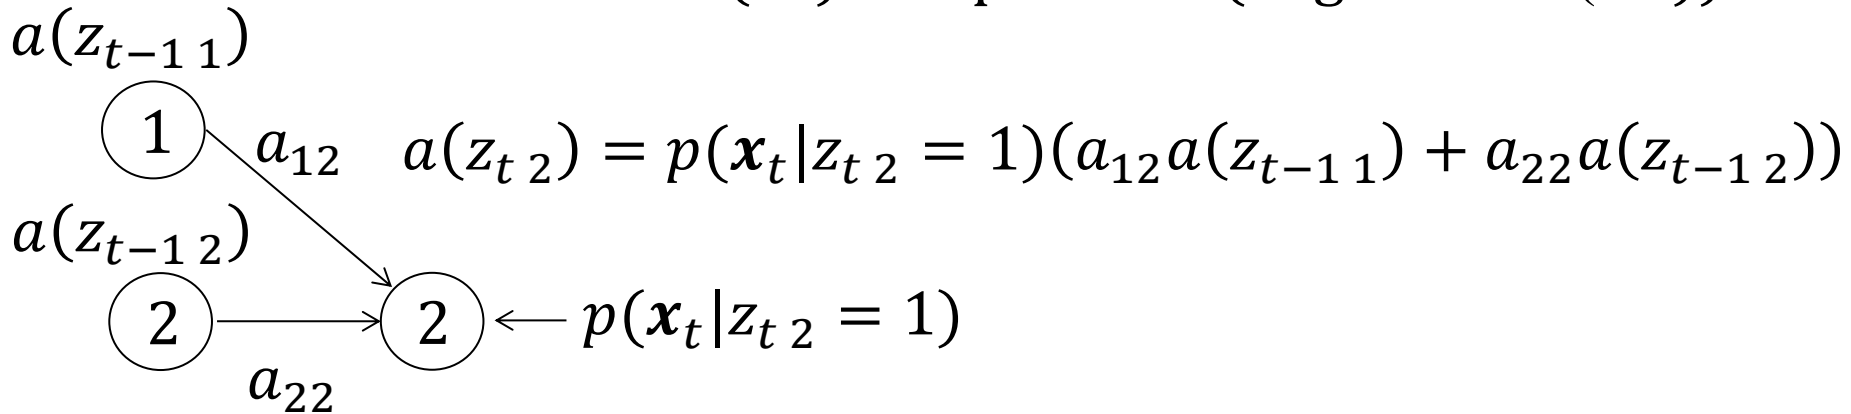 a(z_{t−1 1})
1
a_{12}
a(z_{t 2}) = p(x_t|z_{t 2} = 1)(a_{12}a(z_{t−1 1}) + a_{22}a(z_{t−1 2}))
a(z_{t−1 2})
2
2
p(x_t|z_{t 2} = 1)
a_{22}